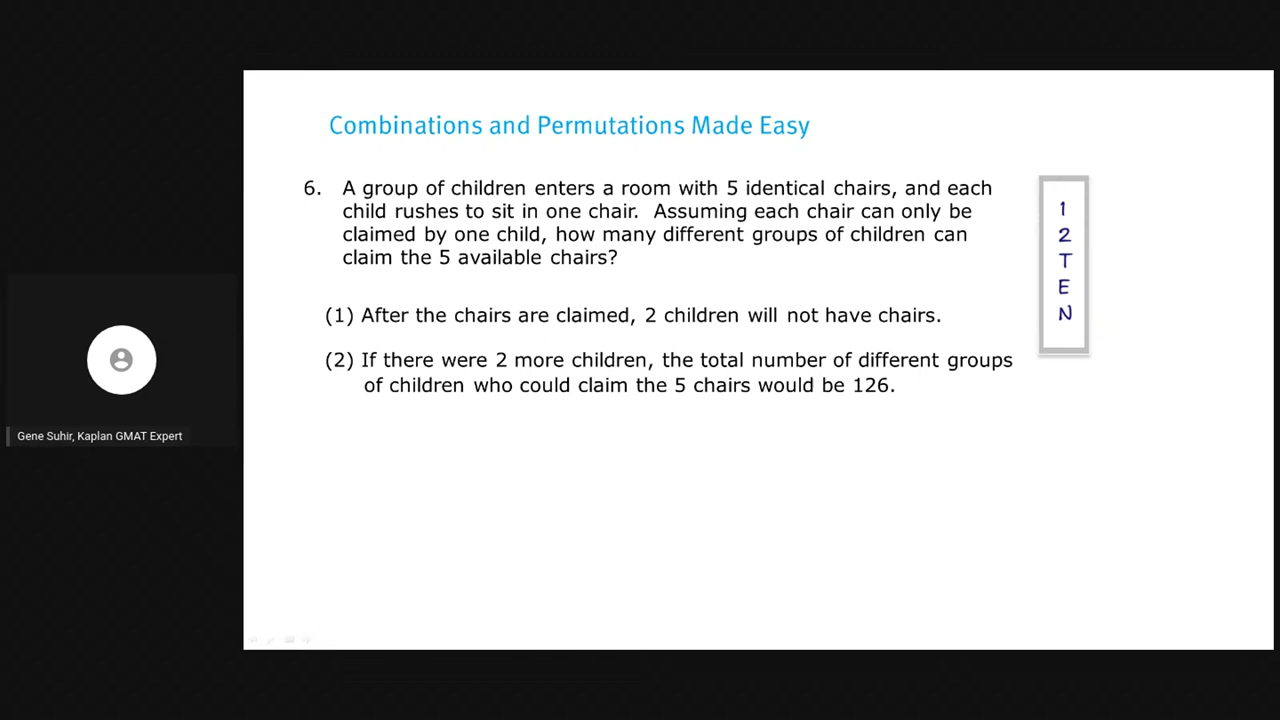 Combinations and Permutations Made Easy
6. A group of children enters a room with 5 identical chairs, and each
child rushes to sit in one chair. Assuming each chair can only be
claimed by one child, how many different groups of children can
claim the 5 available chairs?
(1) After the chairs are claimed, 2 children will not have chairs.
(2) If there were 2 more children, the total number of different groups
of children who could claim the 5 chairs would be 126.
1
2
T
E
N
Gene Suhir, Kaplan GMAT Expert